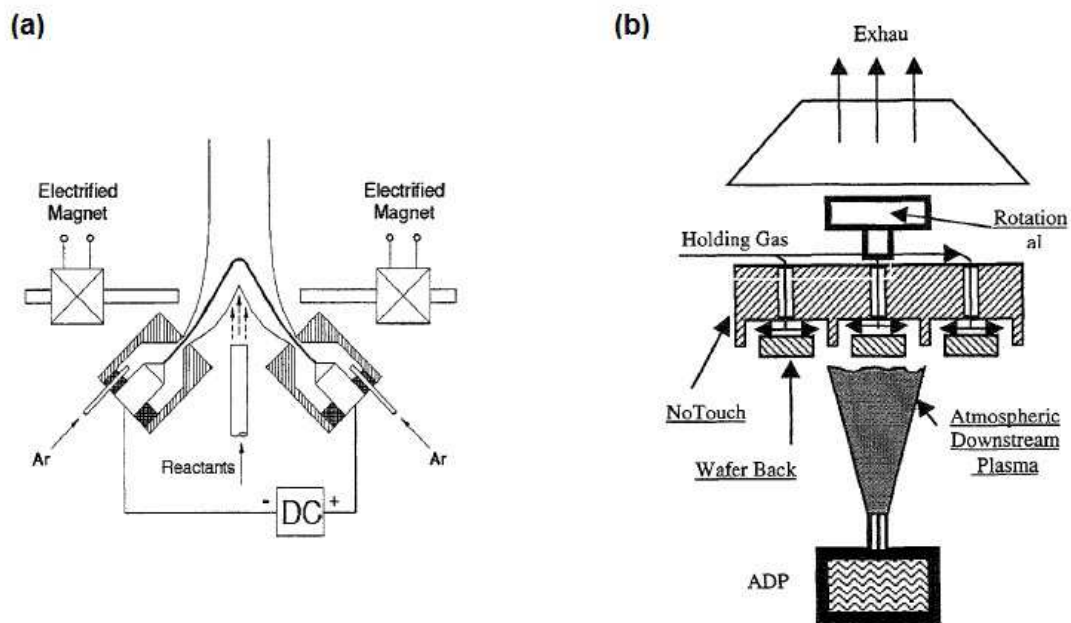 (a)
Electrified
Magnet
Electrified
Magnet
Ar
Reactants
Ar
-
DC
+
(b)
Exhau
Rotation
al
Holding Gas
NoTouch
Wafer Back
Atmospheric
Downstream
Plasma
ADP